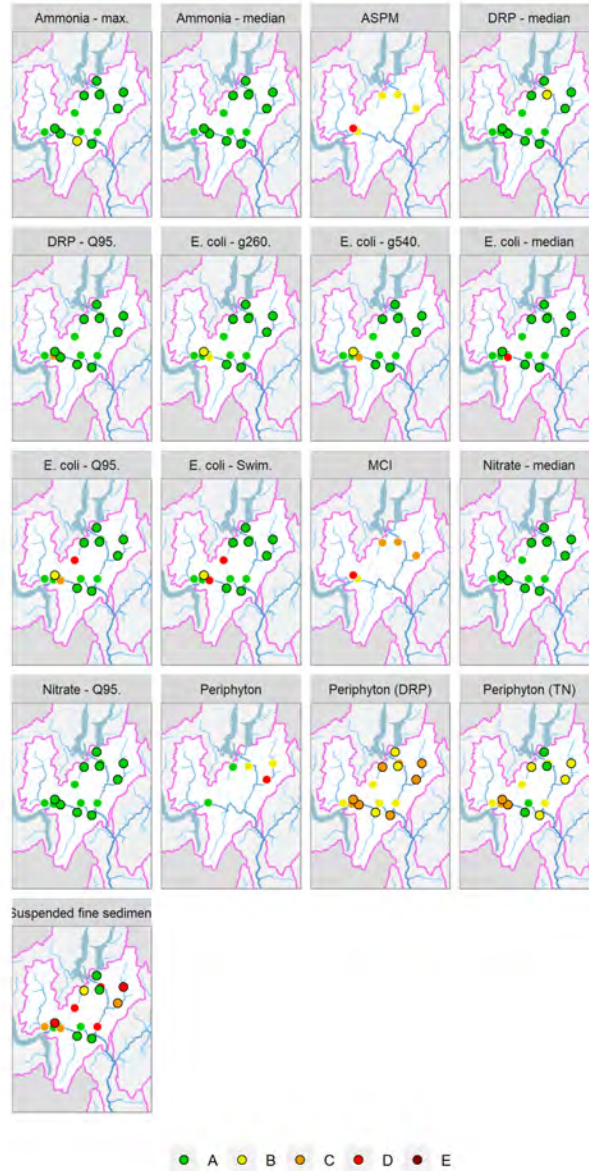 Ammonia - max.
Ammonia - median
ASPM
DRP - median
DRP - Q95.
E. coli - g260.
E. coli - g540.
E. coli - median
E. coli - Q95.
E. coli - Swim.
MCI
Nitrate - median
Nitrate - Q95.
Periphyton
Periphyton (DRP)
Periphyton (TN)
Suspended fine sedimen
A B C D E